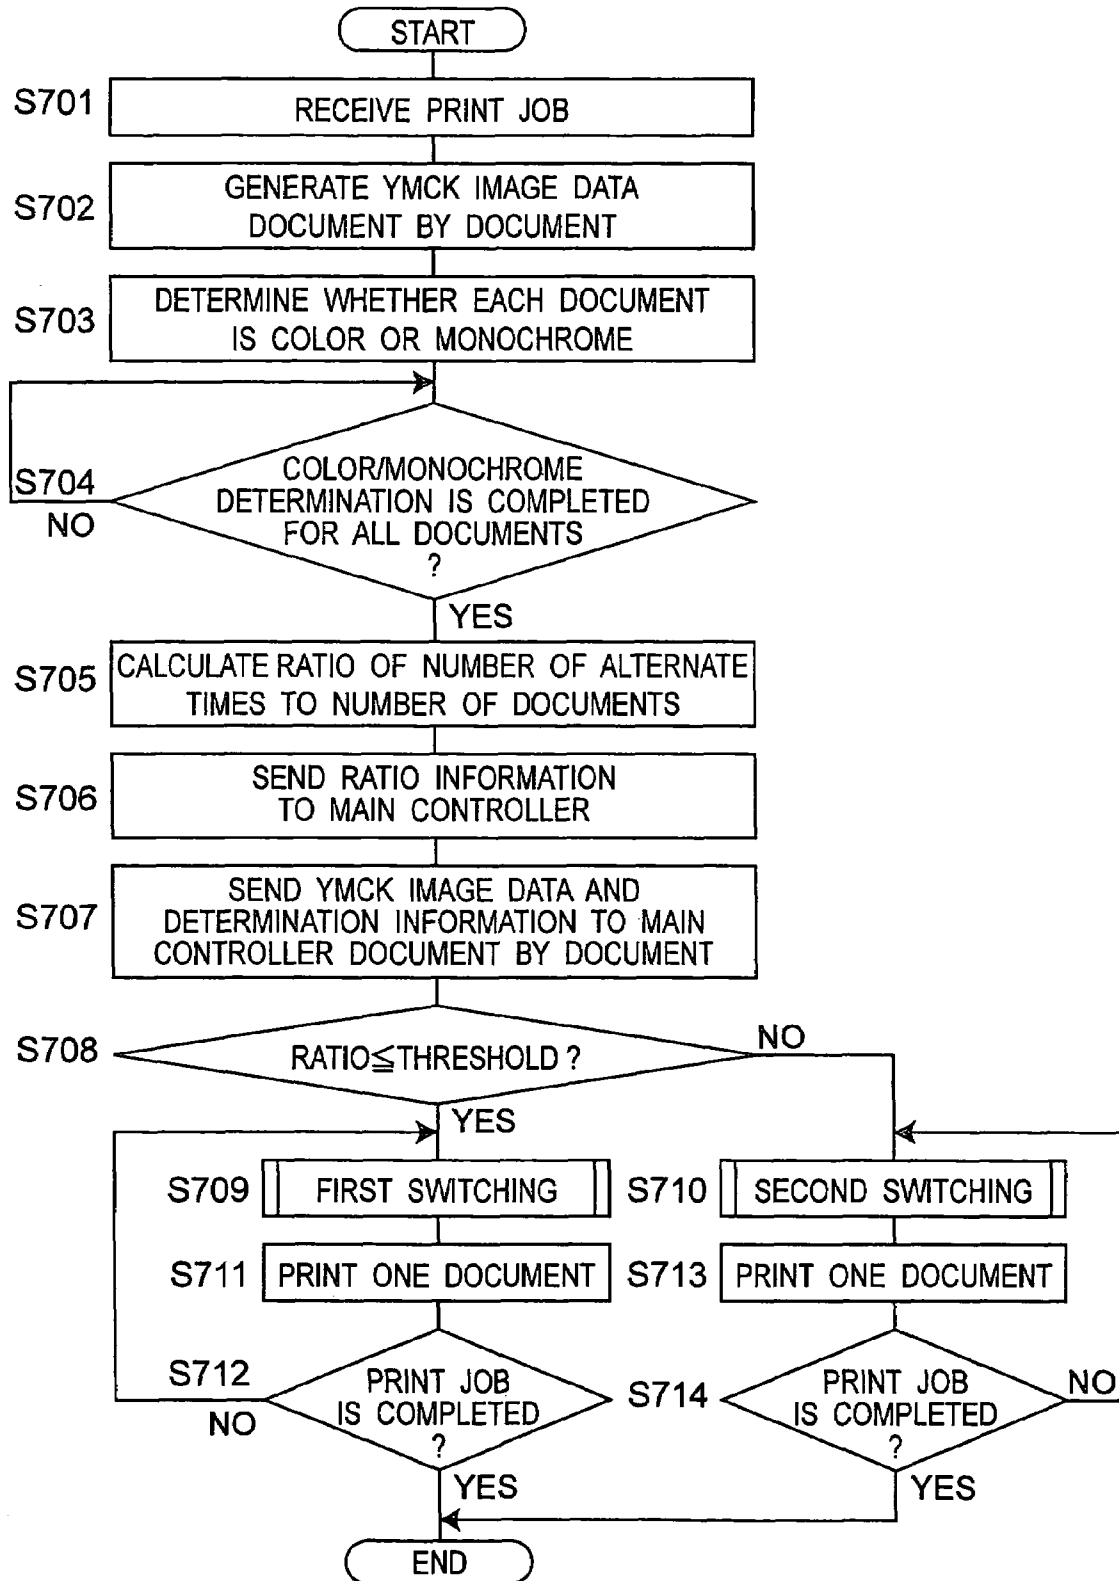 START
S701
RECEIVE PRINT JOB
S702
GENERATE YMCK IMAGE DATA
DOCUMENT BY DOCUMENT
S703
DETERMINE WHETHER EACH DOCUMENT
IS COLOR OR MONOCHROME
S704
NO
COLOR/MONOCHROME
DETERMINATION IS COMPLETED
FOR ALL DOCUMENTS
?
YES
S705
CALCULATE RATIO OF NUMBER OF ALTERNATE
TIMES TO NUMBER OF DOCUMENTS
S706
SEND RATIO INFORMATION
TO MAIN CONTROLLER
S707
SEND YMCK IMAGE DATA AND
DETERMINATION INFORMATION TO MAIN
CONTROLLER DOCUMENT BY DOCUMENT
S708
RATIO≦THRESHOLD ?
NO
YES
S709
FIRST SWITCHING
S710
SECOND SWITCHING
S711
PRINT ONE DOCUMENT
S713
PRINT ONE DOCUMENT
S712
NO
PRINT JOB
IS COMPLETED
?
YES
S714
PRINT JOB
IS COMPLETED
?
NO
YES
END